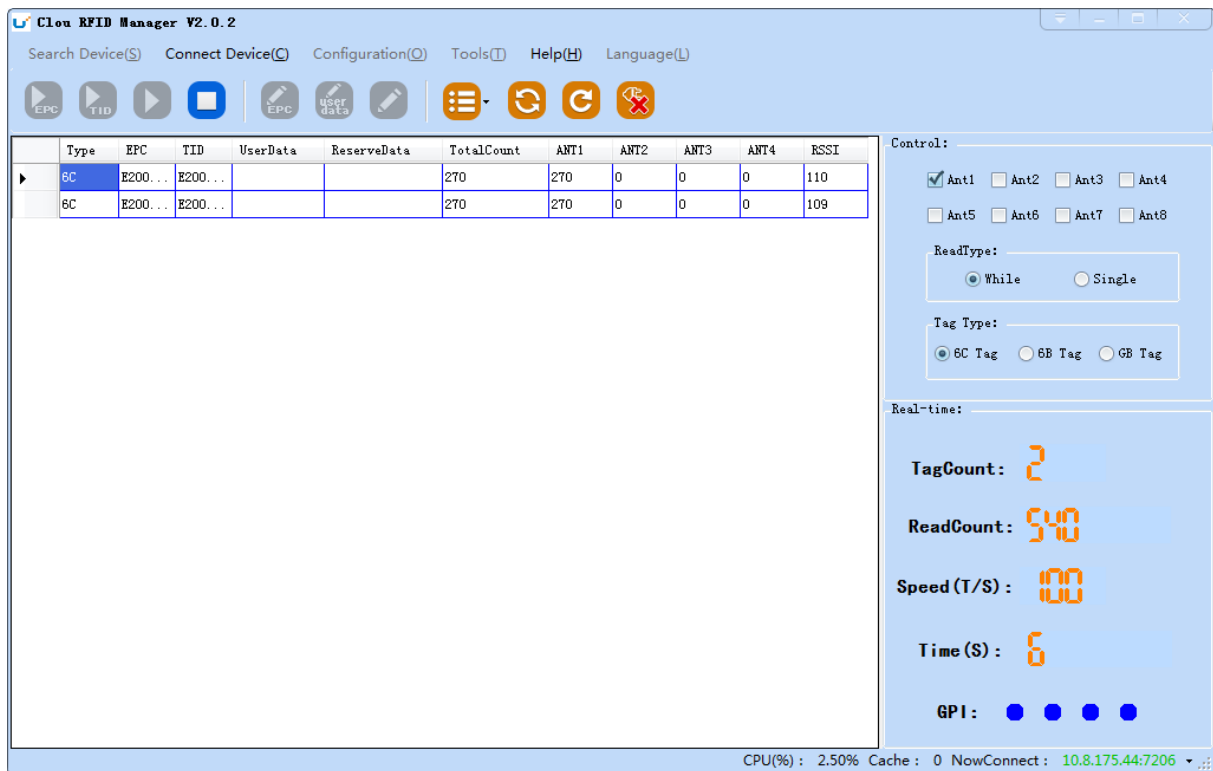 Clou RFID Manager V2.0.2
Search Device(S) Connect Device(C) Configuration(O) Tools(T) Help(H) Language(L)
EPC TID EPC user data
Type EPC TID UserData ReserveData TotalCount ANT1 ANT2 ANT3 ANT4 RSSI
6C E200... E200... 270 270 0 0 0 110
6C E200... E200... 270 270 0 0 0 109
Control:
Ant1 Ant2 Ant3 Ant4
Ant5 Ant6 Ant7 Ant8
ReadType:
While Single
Tag Type:
6C Tag 6B Tag GB Tag
Real-time:
TagCount: 2
ReadCount: 540
Speed(T/S): 100
Time(S): 6
GPI:
CPU(%) : 2.50% Cache : 0 NowConnect : 10.8.175.44:7206